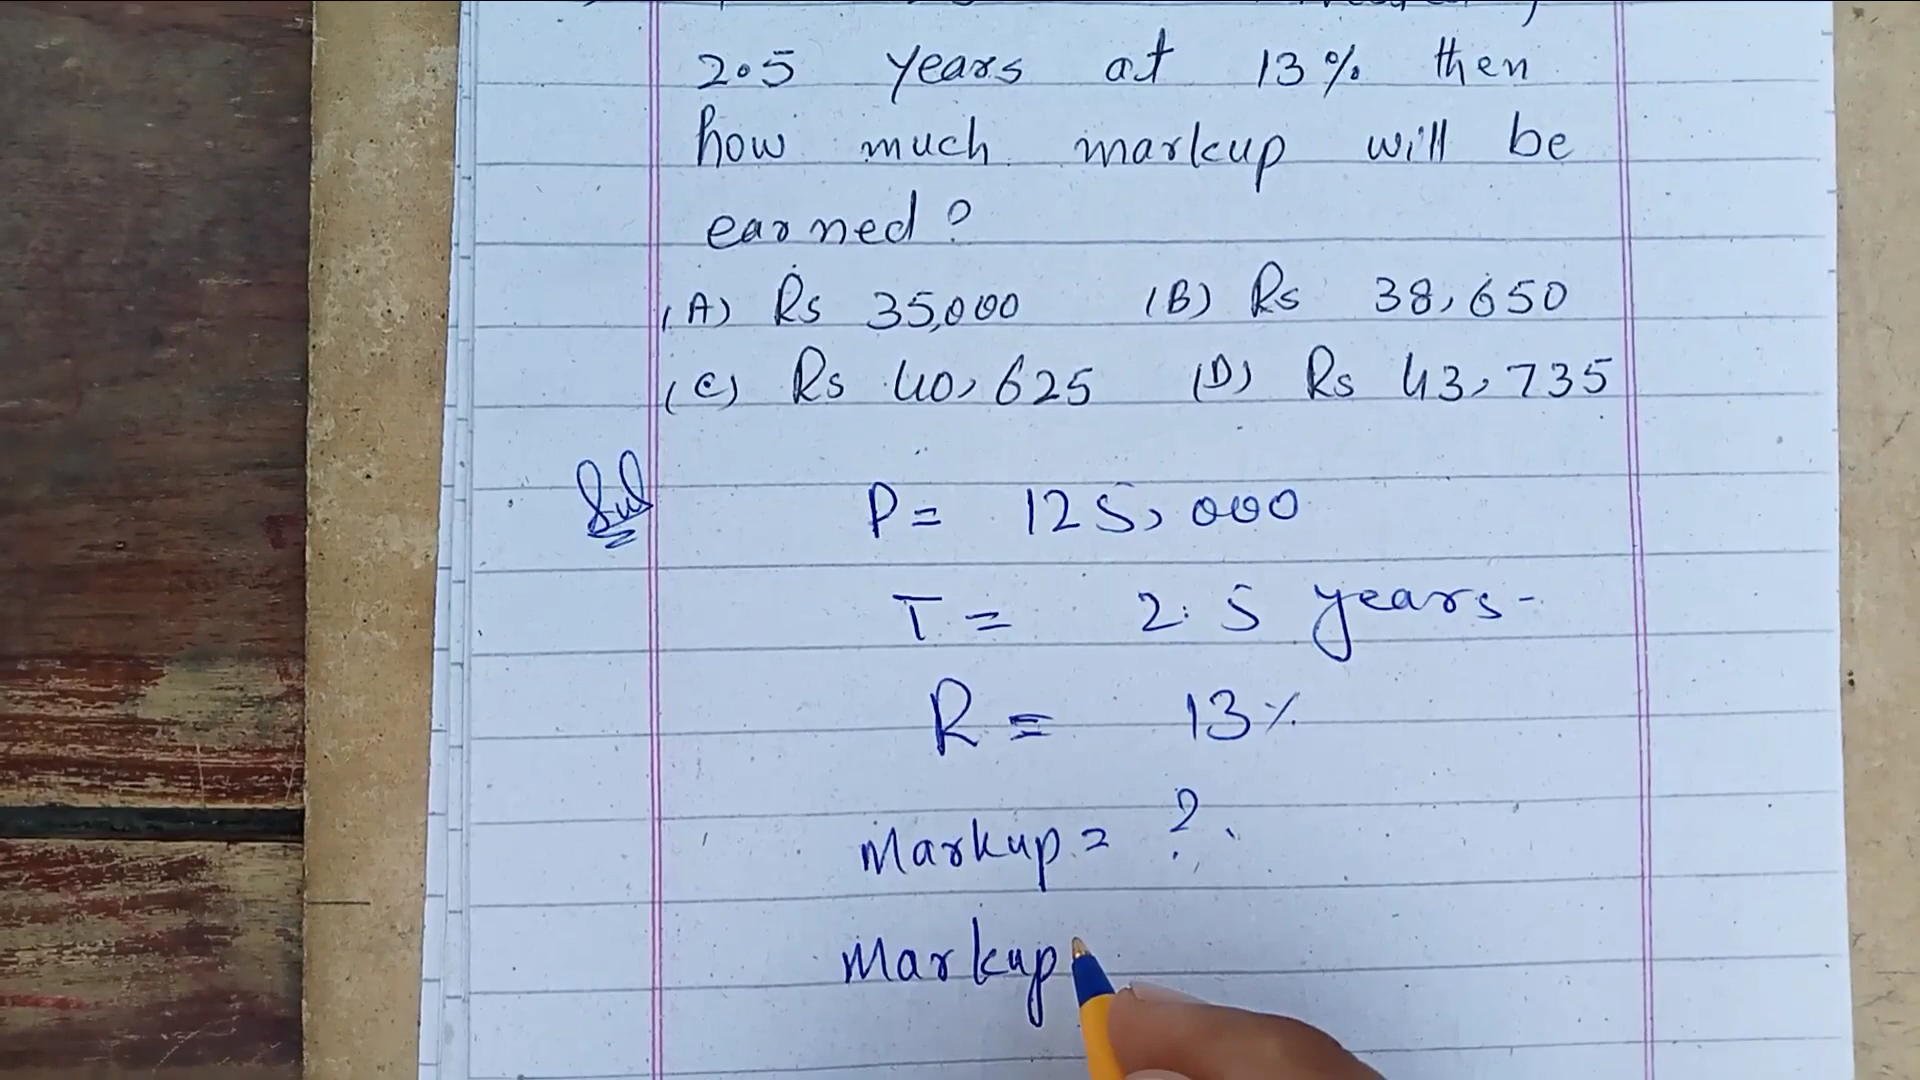 2.5 years at 13% then
how much markup will be
earned?
(A) Rs 35,000 (B) Rs 38,650
(C) Rs 40,625 (D) Rs 43,735
Sol
P= 125,000
T= 2.5 years-
R= 13%
Markup= ?
Markup